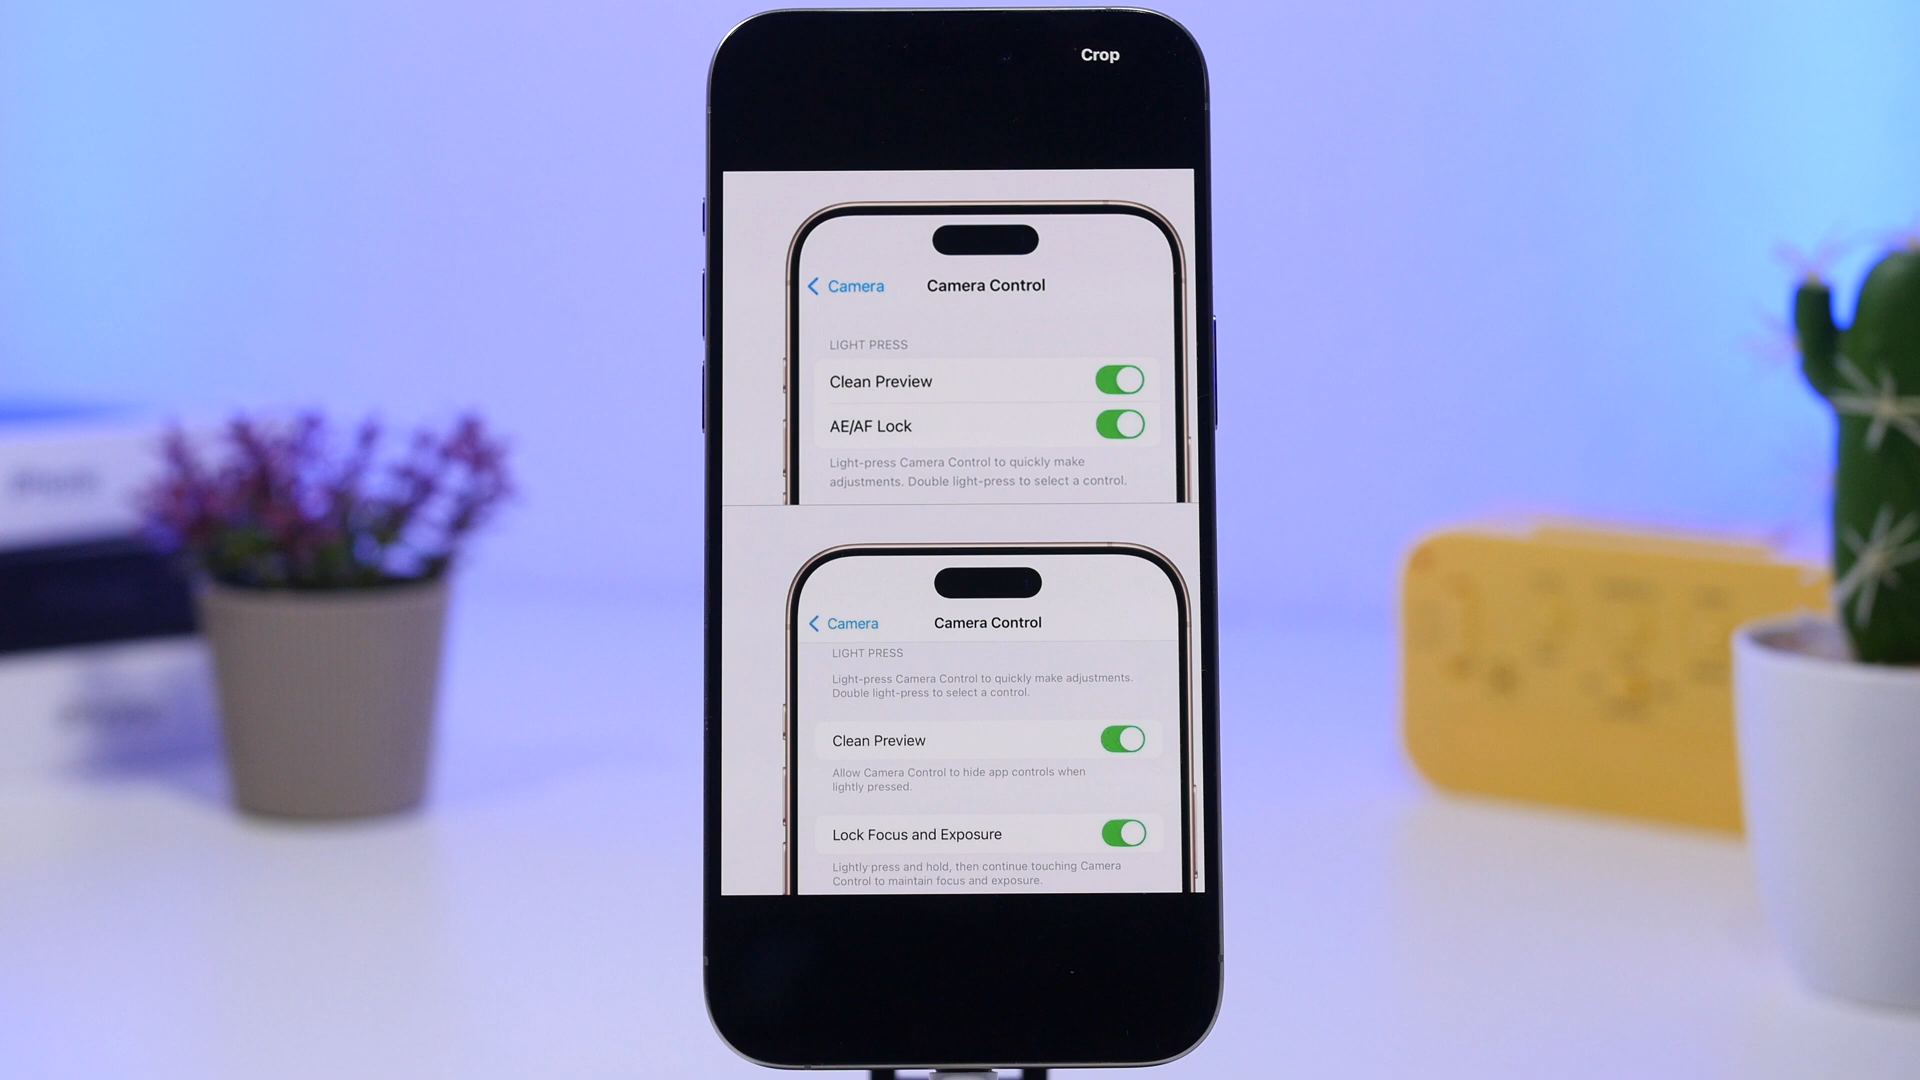 Crop
Camera
Camera Control
LIGHT PRESS
Clean Preview
AE/AF Lock
Light-press Camera Control to quickly make
adjustments. Double light-press to select a control.
Camera
Camera Control
LIGHT PRESS
Light-press Camera Control to quickly make adjustments.
Double light-press to select a control.
Clean Preview
Allow Camera Control to hide app controls when
lightly pressed.
Lock Focus and Exposure
Lightly press and hold, then continue touching Camera
Control to maintain focus and exposure.